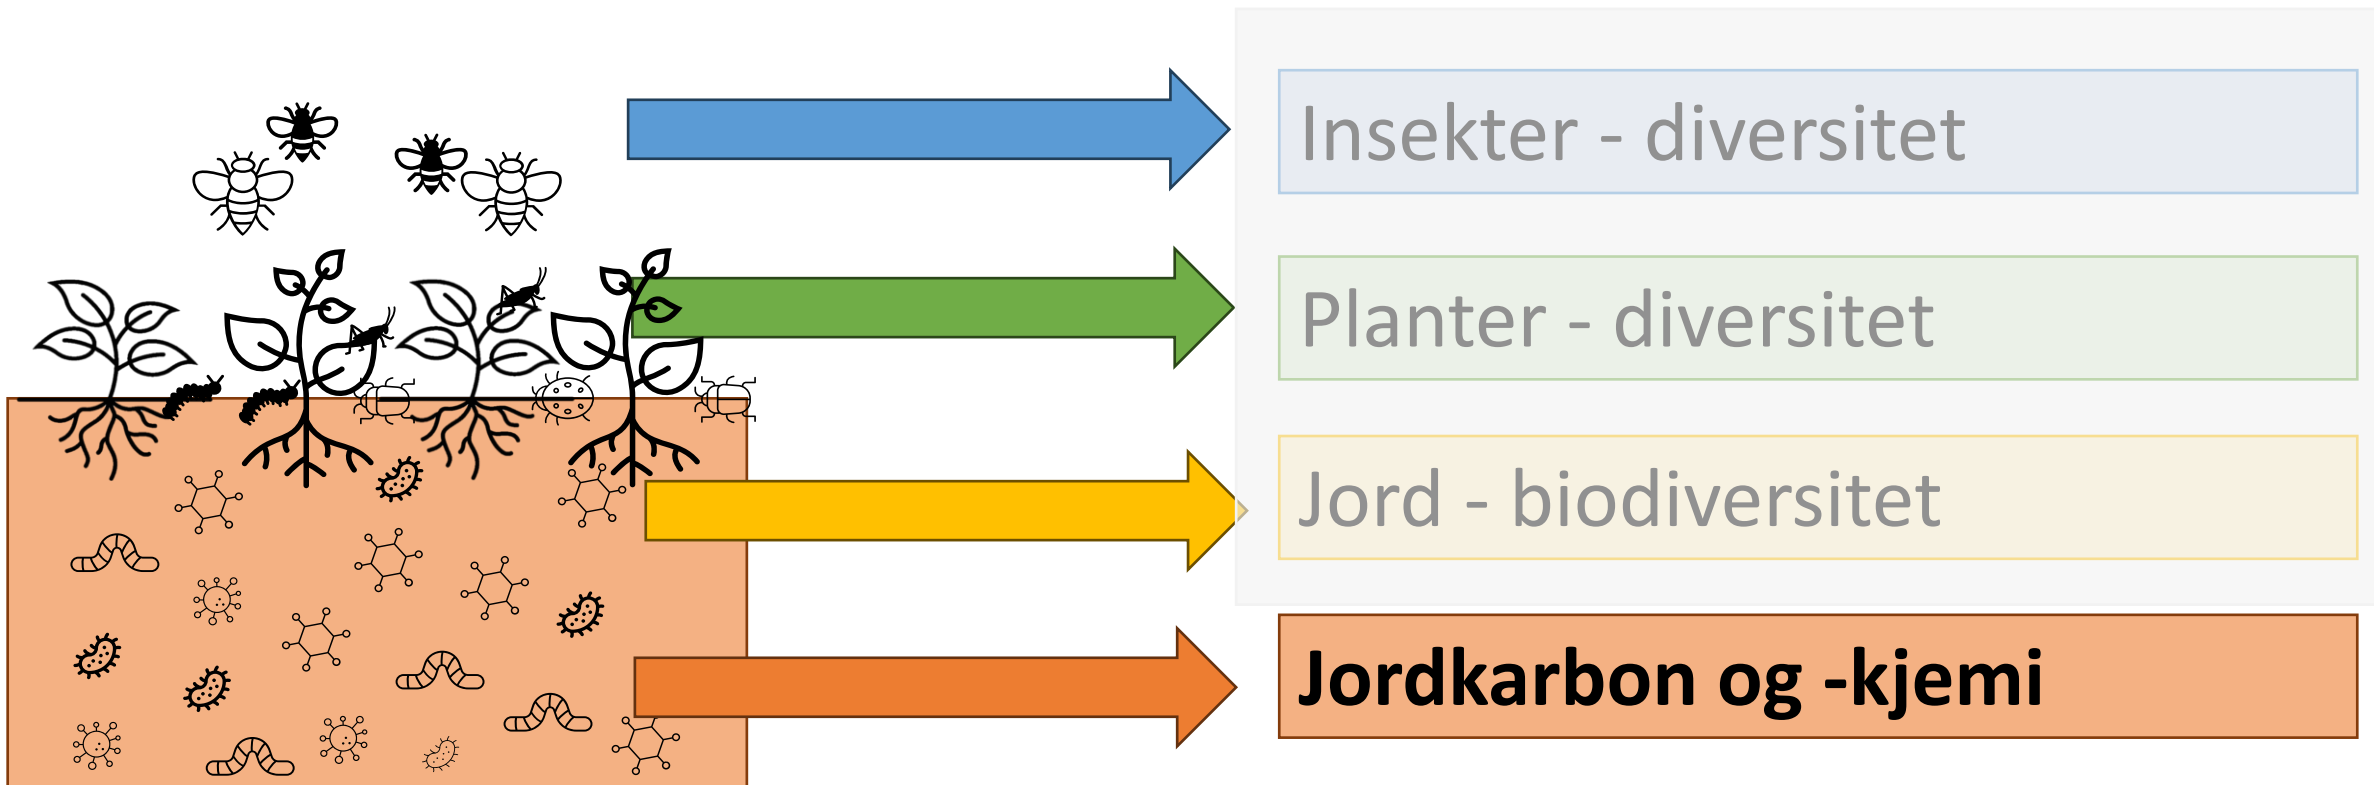 Insekter - diversitet
Planter - diversitet
Jord - biodiversitet
Jordkarbon og -kjemi